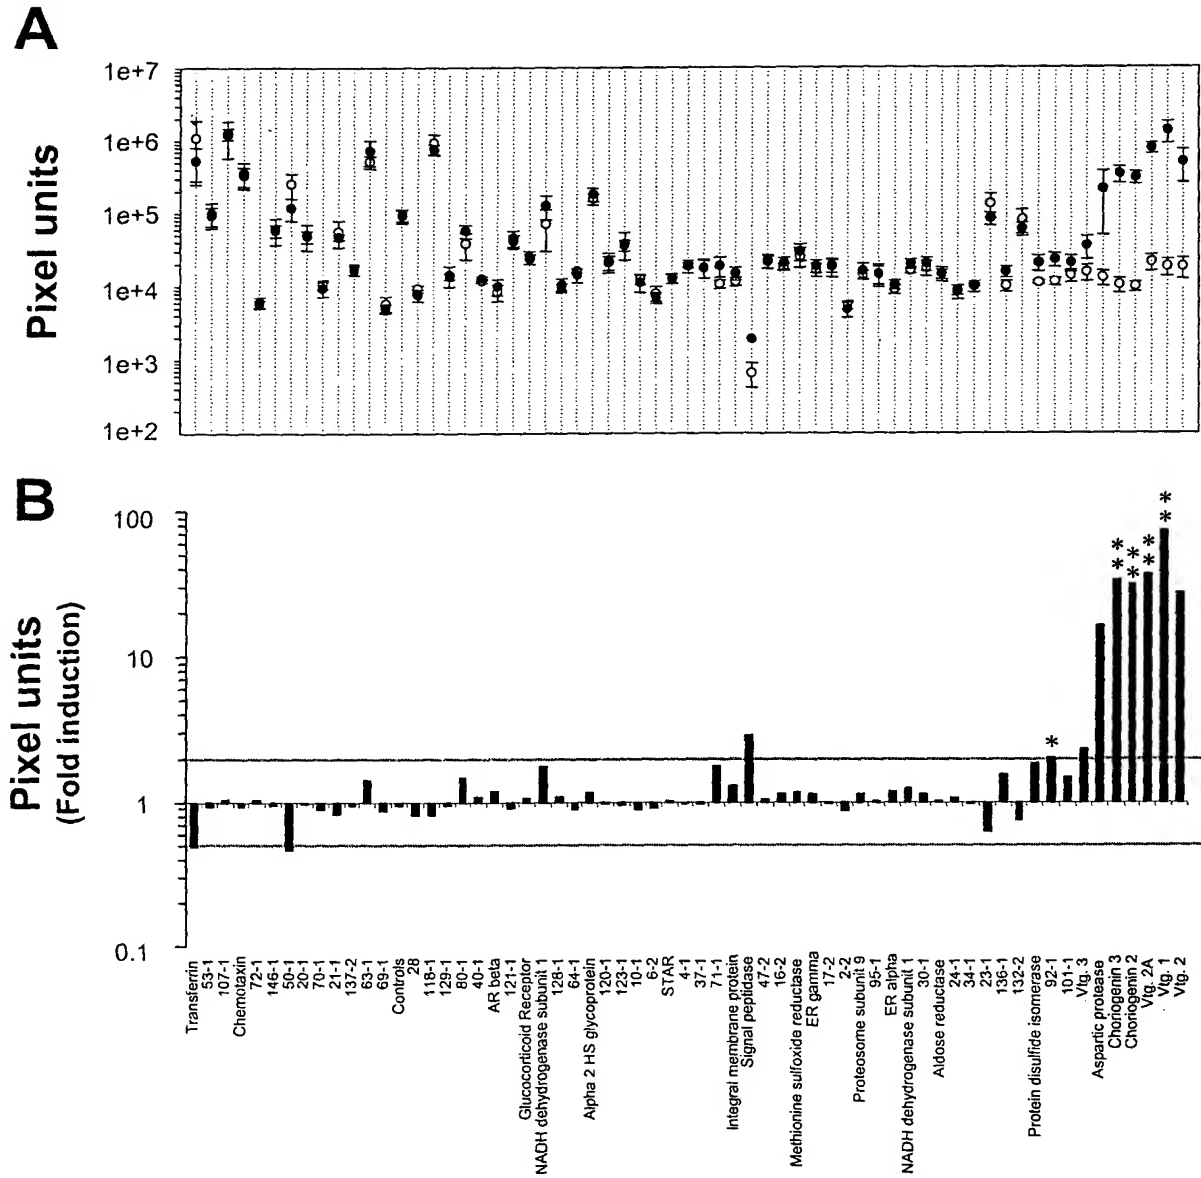 A
Pixel units
1e+7
1e+6
1e+5
1e+4
1e+3
1e+2
B
Pixel units
(Fold induction)
100
10
1
0.1
*
**
**
**
**
Transferrin
53-1
107-1
Chemotaxin
72-1
146-1
50-1
20-1
70-1
21-1
137-2
63-1
69-1
Controls
28
118-1
129-1
80-1
40-1
AR beta
121-1
Glucocorticoid Receptor
NADH dehydrogenase subunit 1
128-1
64-1
Alpha 2 HS glycoprotein
120-1
123-1
10-1
6-2
STAR
4-1
37-1
71-1
Integral membrane protein
Signal peptidase
47-2
16-2
Methionine sulfoxide reductase
ER gamma
17-2
2-2
Proteosome subunit 9
95-1
ER alpha
NADH dehydrogenase subunit 1
30-1
Aldose reductase
24-1
34-1
23-1
136-1
132-2
Protein disulfide isomerase
92-1
101-1
Vtg. 3
Aspartic protease
Choriogenin 3
Choriogenin 2
Vtg. 2A
Vtg. 1
Vtg. 2